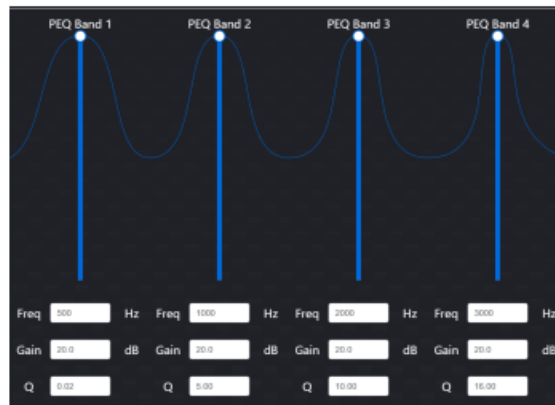 PEQ Band 1 PEQ Band 2 PEQ Band 3 PEQ Band 4
Freq 500 Hz Freq 1000 Hz Freq 2000 Hz Freq 3000 Hz
Gain 20.0 dB Gain 20.0 dB Gain 20.0 dB Gain 20.0 dB
Q 0.02 Q 5.00 Q 10.00 Q 16.00